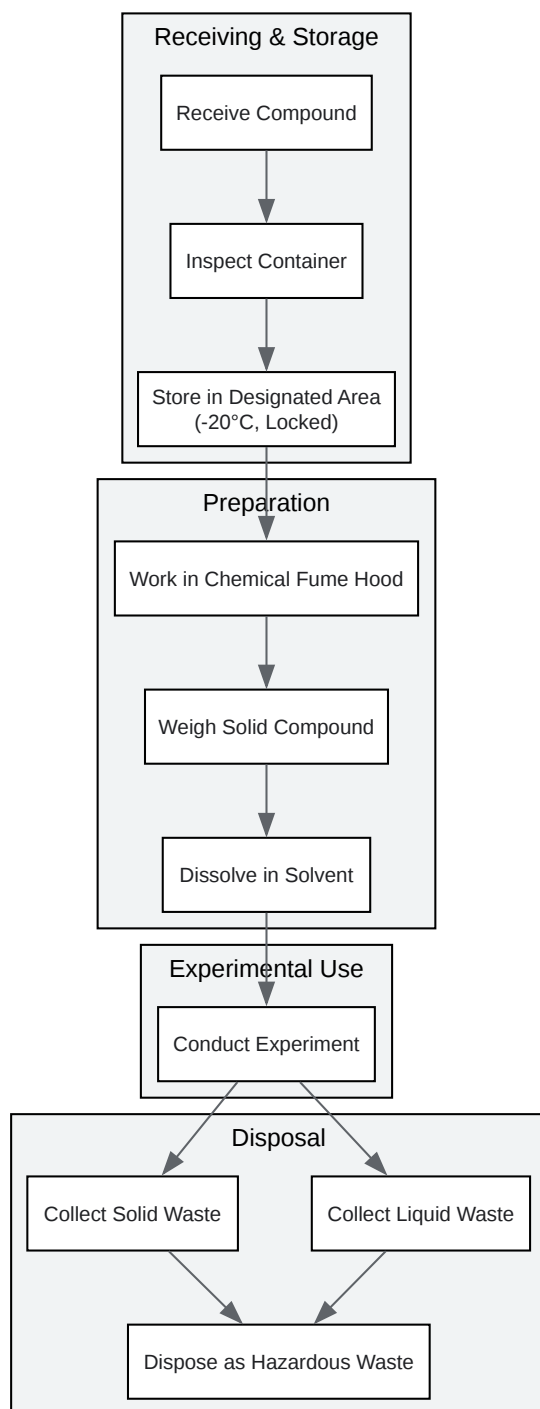 Receiving & Storage
Receive Compound
Inspect Container
Store in Designated Area
(-20°C, Locked)
Preparation
Work in Chemical Fume Hood
Weigh Solid Compound
Dissolve in Solvent
Experimental Use
Conduct Experiment
Disposal
Collect Solid Waste
Collect Liquid Waste
Dispose as Hazardous Waste